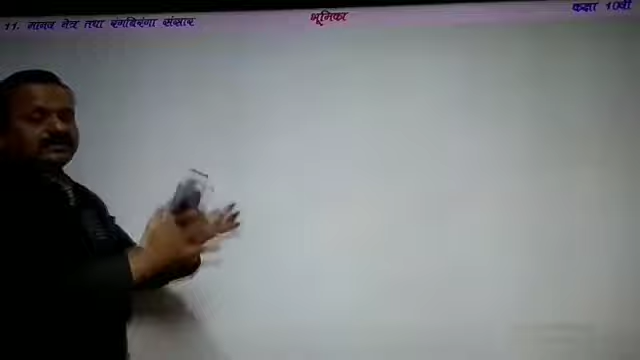 11. मानव नेत्र तथा रंगबिरंगा संसार
भूमिका
कक्षा 10वीं